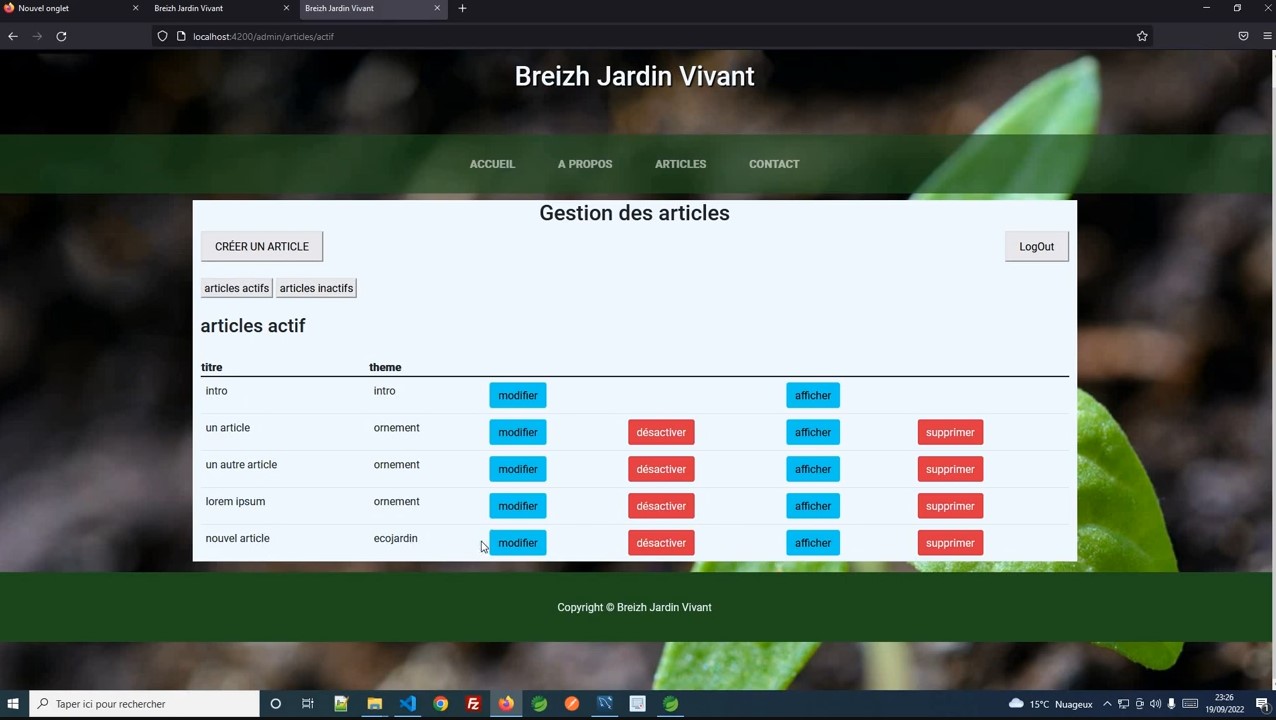 Nouvel onglet Breizh Jardin Vivant Breizh Jardin Vivant
localhost:4200/admin/articles/actif
Breizh Jardin Vivant
ACCUEIL A PROPOS ARTICLES CONTACT
Gestion des articles
CRÉER UN ARTICLE LogOut
articles actifs articles inactifs
articles actif
titre theme
intro intro modifier afficher
un article ornement modifier désactiver afficher supprimer
un autre article ornement modifier désactiver afficher supprimer
lorem ipsum ornement modifier désactiver afficher supprimer
nouvel article ecojardin modifier désactiver afficher supprimer
Copyright © Breizh Jardin Vivant
Taper ici pour rechercher 15°C Nuageux 23:26
19/09/2022